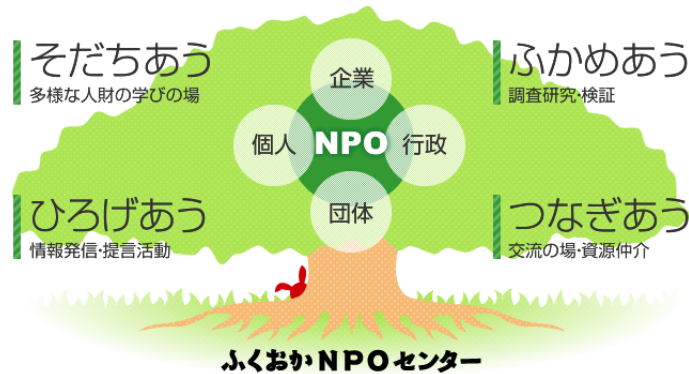 そだちあう
多様な人財の学びの場
ふかめあう
調査研究・検証
企業
個人
NPO
行政
団体
ひろげあう
情報発信・提言活動
つなぎあう
交流の場・資源仲介
ふくおかNPOセンター